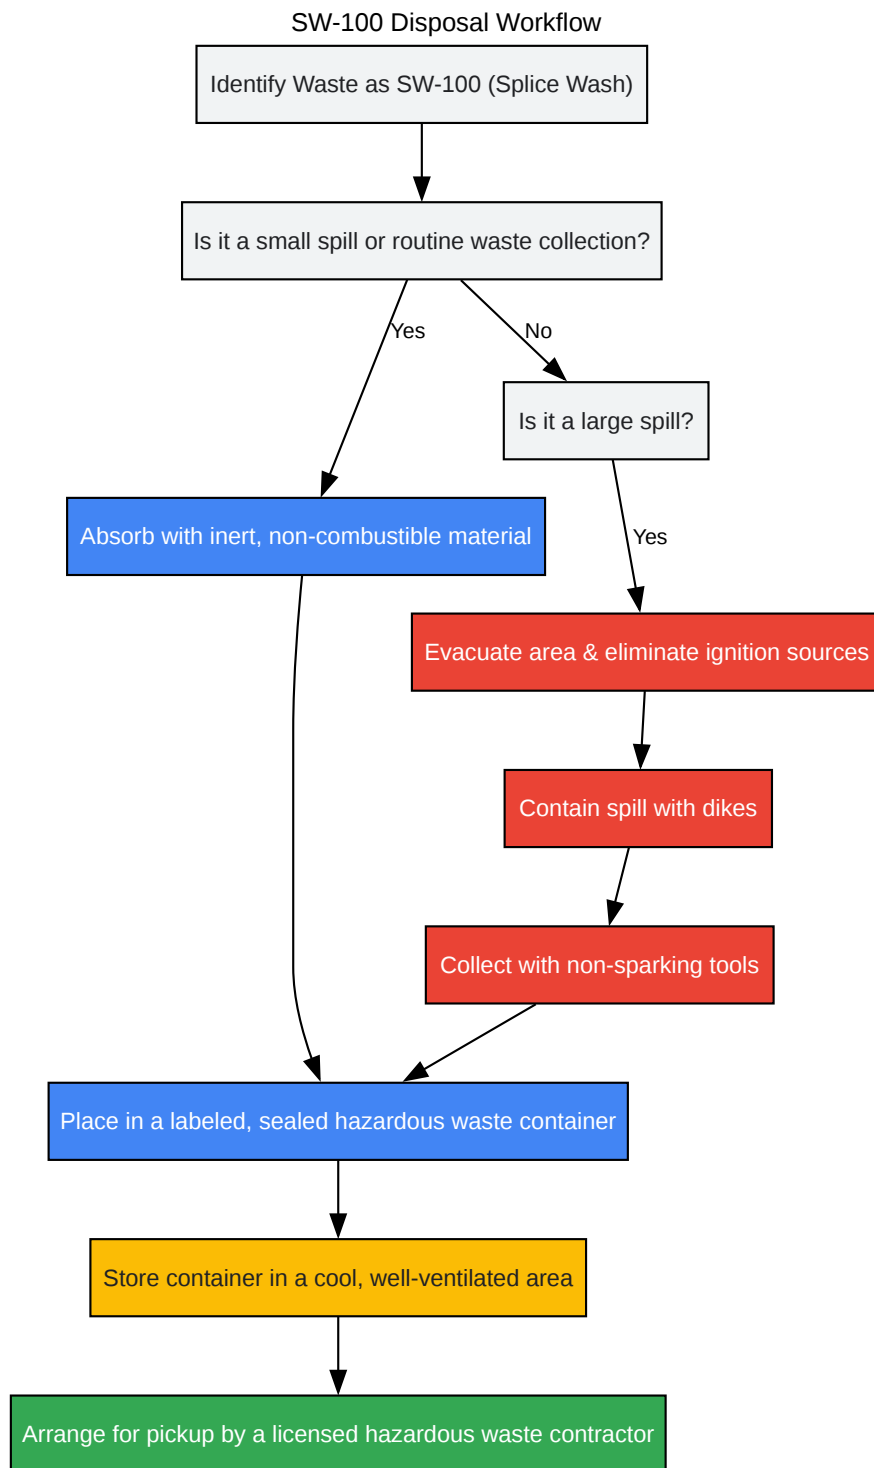 SW-100 Disposal Workflow
Identify Waste as SW-100 (Splice Wash)
Is it a small spill or routine waste collection?
Yes
No
Is it a large spill?
Absorb with inert, non-combustible material
Yes
Evacuate area & eliminate ignition sources
Contain spill with dikes
Collect with non-sparking tools
Place in a labeled, sealed hazardous waste container
Store container in a cool, well-ventilated area
Arrange for pickup by a licensed hazardous waste contractor